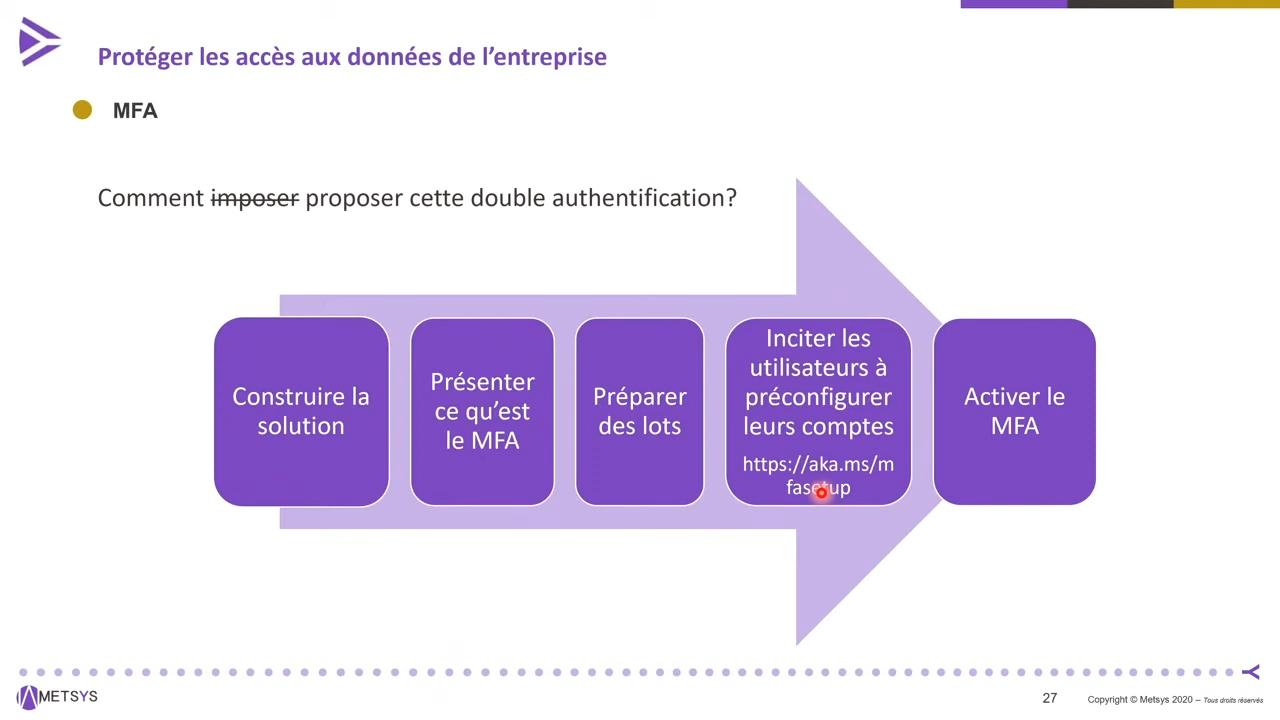 Protéger les accès aux données de l’entreprise
MFA
Comment imposer proposer cette double authentification?
Construire la
solution
Présenter
ce qu’est
le MFA
Préparer
des lots
Inciter les
utilisateurs à
préconfigurer
leurs comptes
https://aka.ms/m
fasetup
Activer le
MFA
METSYS
27
Copyright © Metsys 2020 – Tous droits réservés